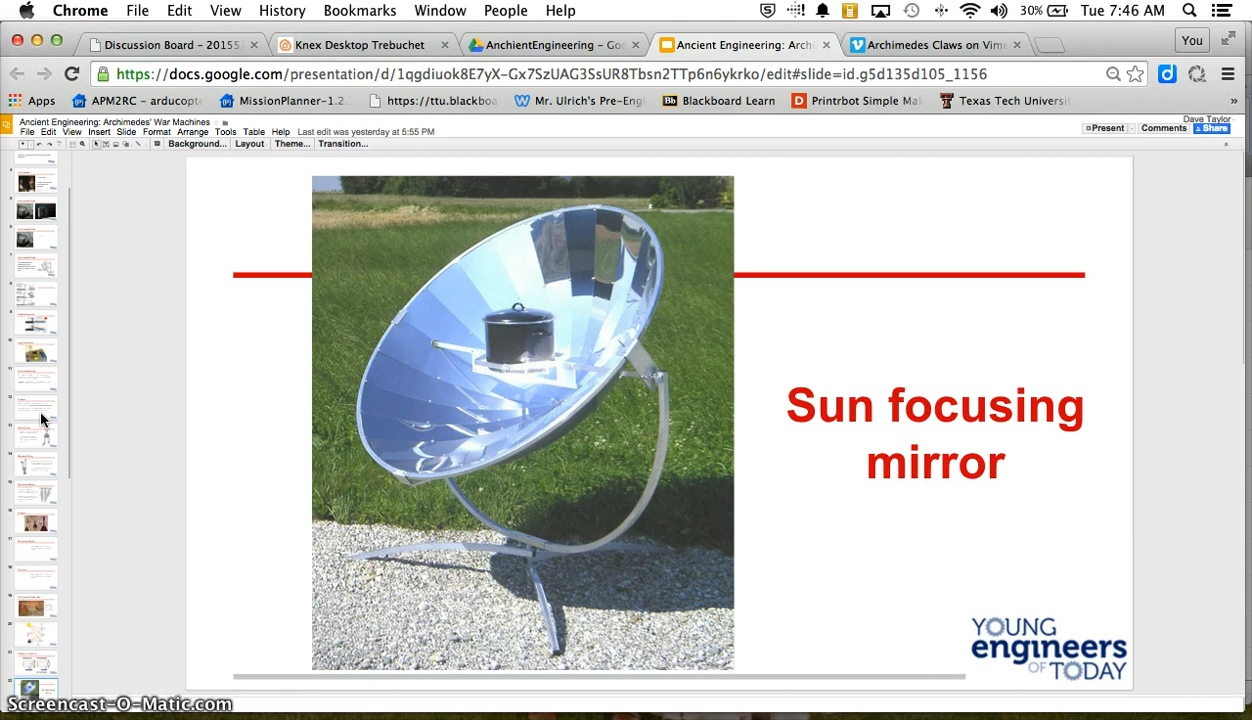 Chrome File Edit View History Bookmarks Window People Help 30% Tue 7:46 AM
Discussion Board - 20155 Knex Desktop Trebuchet AnchientEngineering - Go Ancient Engineering: Arch Archimedes Claws on Vim You
https://docs.google.com/presentation/d/1qgdiuok8E7yX-Gx7SzUAG3SsUR8Tbsn2TTp6n6ykrko/edit#slide=id.g5d135d105_1156
Apps APM2RC - arducopt MissionPlanner-1.2. https://ttu.blackboa Mr. Ulrich's Pre-Eng Blackboard Learn Printrbot Simple Ma Texas Tech Universi »
Ancient Engineering: Archimedes' War Machines Dave Taylor
File Edit View Insert Slide Format Arrange Tools Table Help Last edit was yesterday at 5:55 PM Present Comments Share
Background... Layout Theme... Transition...
Sun focusing
mirror
YOUNG
engineers
OF TODAY
Screencast-O-Matic.com